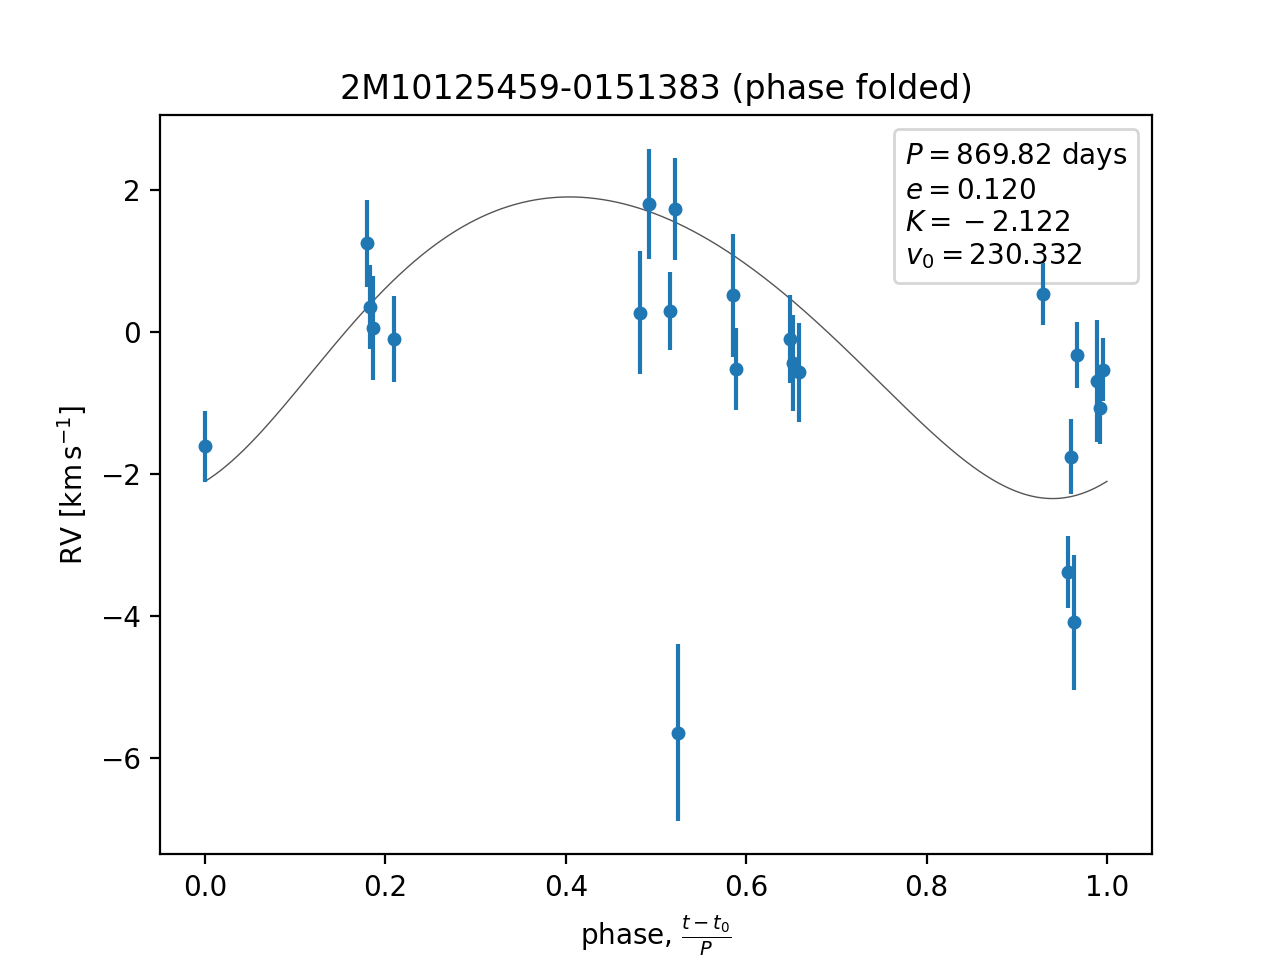 2M10125459-0151383 (phase folded)
P = 869.82 days
e = 0.120
K = −2.122
v₀ = 230.332
RV [km s⁻¹]
2
0
−2
−4
−6
0.0 0.2 0.4 0.6 0.8 1.0
phase, (t − t₀)/P